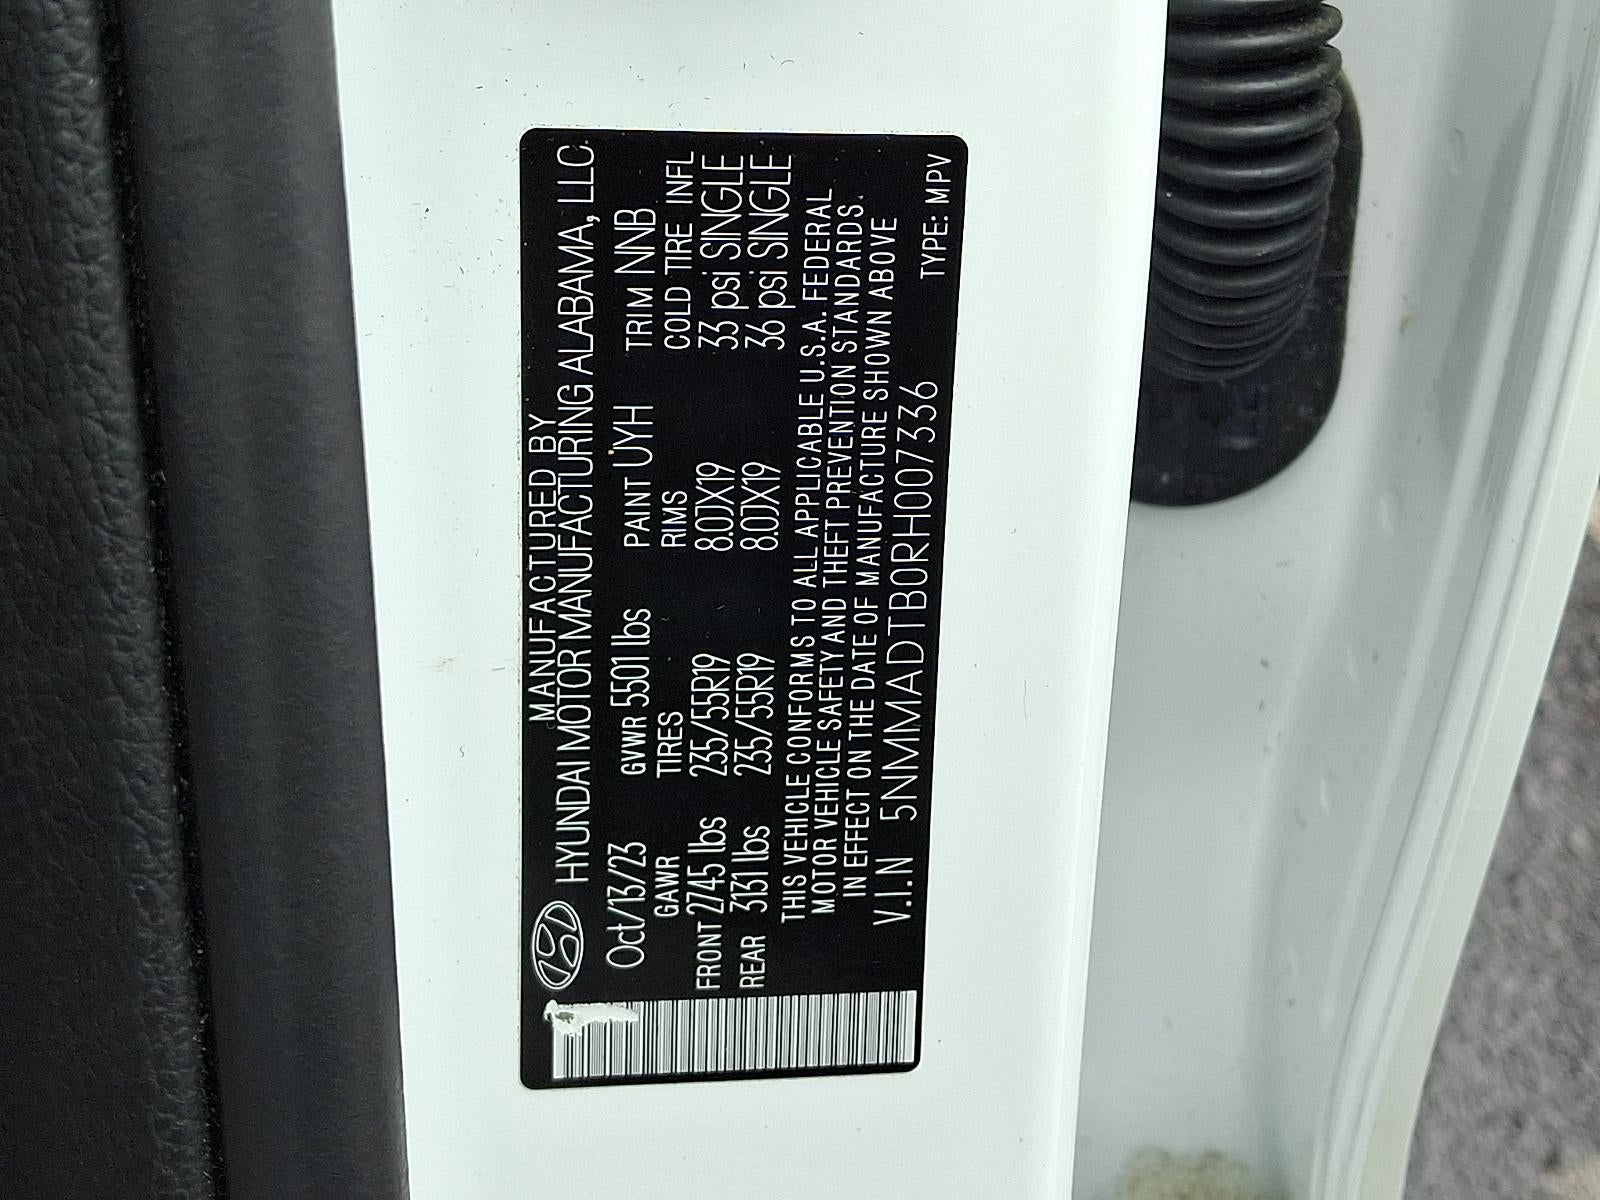 MANUFACTURED BY
HYUNDAI MOTOR MANUFACTURING ALABAMA, LLC.
Oct/13/23 GVWR 5501 lbs PAINT UYH TRIM NNB
GAWR TIRES RIMS COLD TIRE INFL
FRONT 2745 lbs 235/55R19 8.0JX19 33 psi SINGLE
REAR 3131 lbs 235/55R19 8.0JX19 36 psi SINGLE
THIS VEHICLE CONFORMS TO ALL APPLICABLE U.S.A. FEDERAL
MOTOR VEHICLE SAFETY AND THEFT PREVENTION STANDARDS.
IN EFFECT ON THE DATE OF MANUFACTURE SHOWN ABOVE
V.I.N 5NMMADTB0RH007336 TYPE: MPV